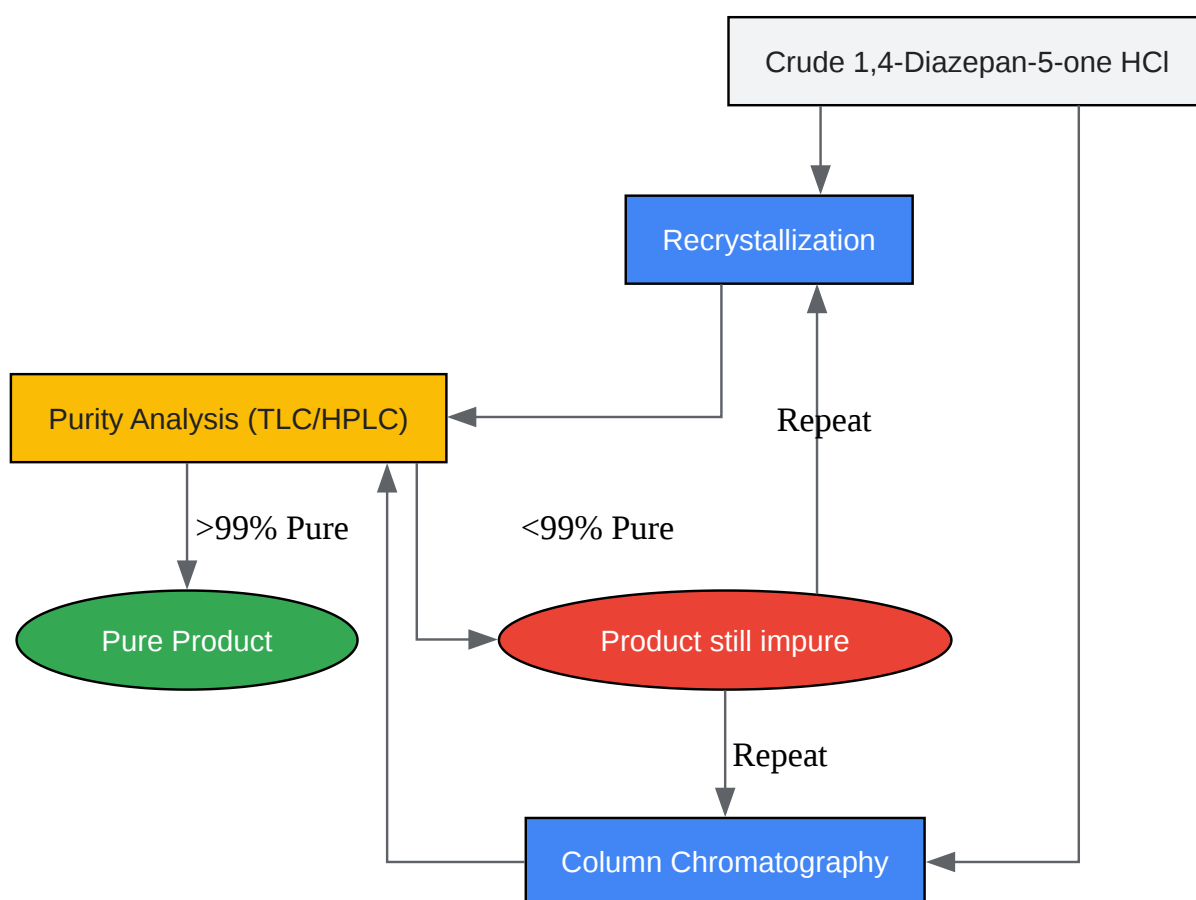 Crude 1,4-Diazepan-5-one HCl
Recrystallization
Purity Analysis (TLC/HPLC)
Repeat
>99% Pure
<99% Pure
Pure Product
Product still impure
Repeat
Column Chromatography